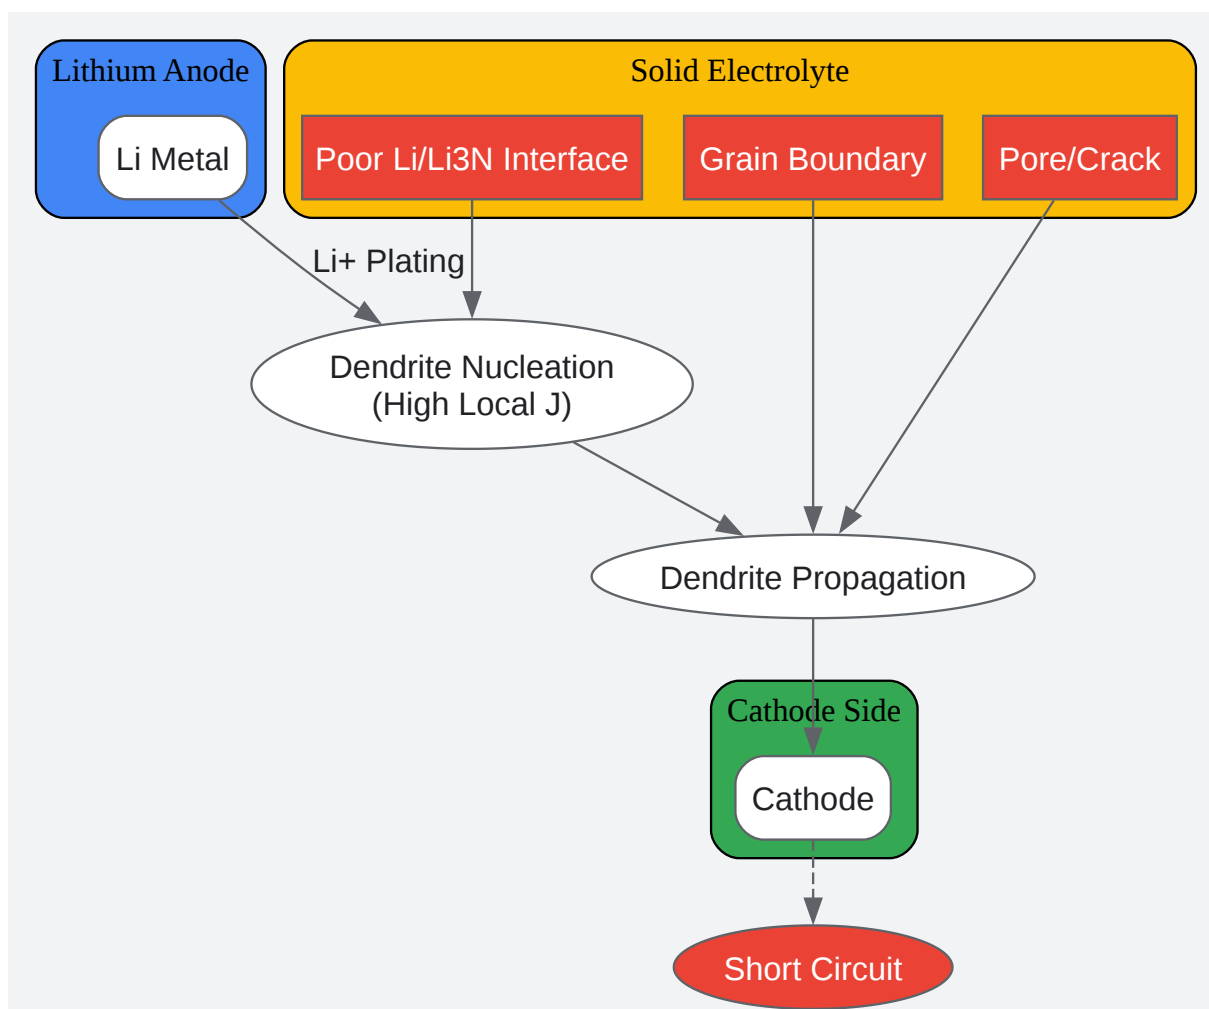 Lithium Anode
Solid Electrolyte
Li Metal
Poor Li/Li3N Interface
Grain Boundary
Pore/Crack
Li+ Plating
Dendrite Nucleation
(High Local J)
Dendrite Propagation
Cathode Side
Cathode
Short Circuit